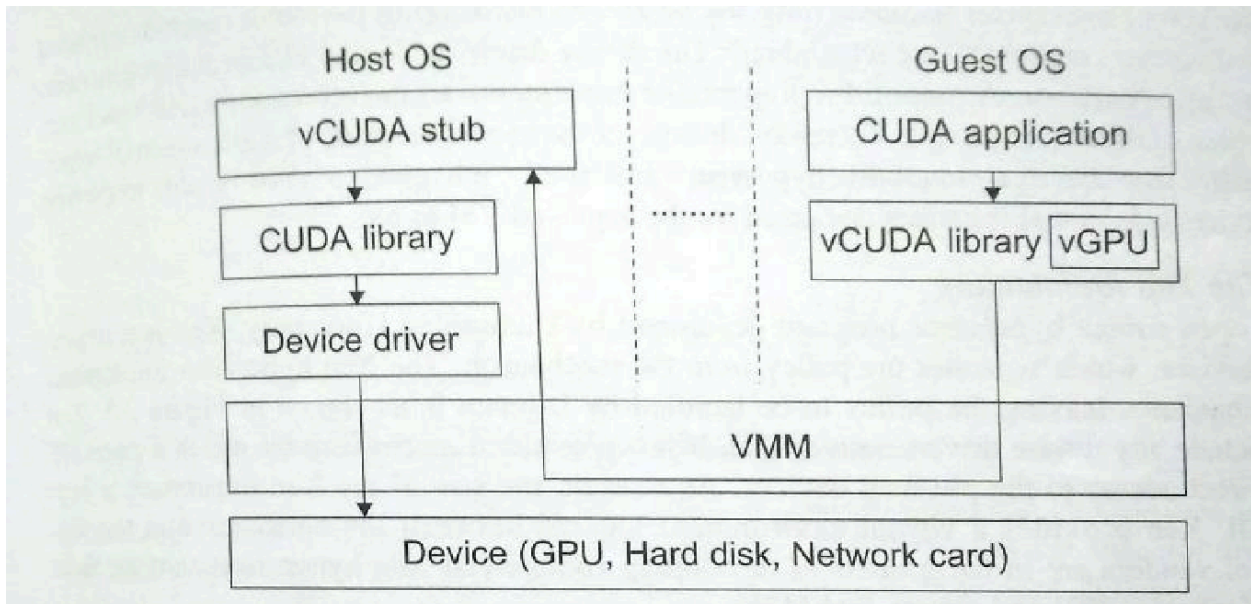 Host OS
Guest OS
vCUDA stub
CUDA application
CUDA library
vCUDA library vGPU
Device driver
VMM
Device (GPU, Hard disk, Network card)